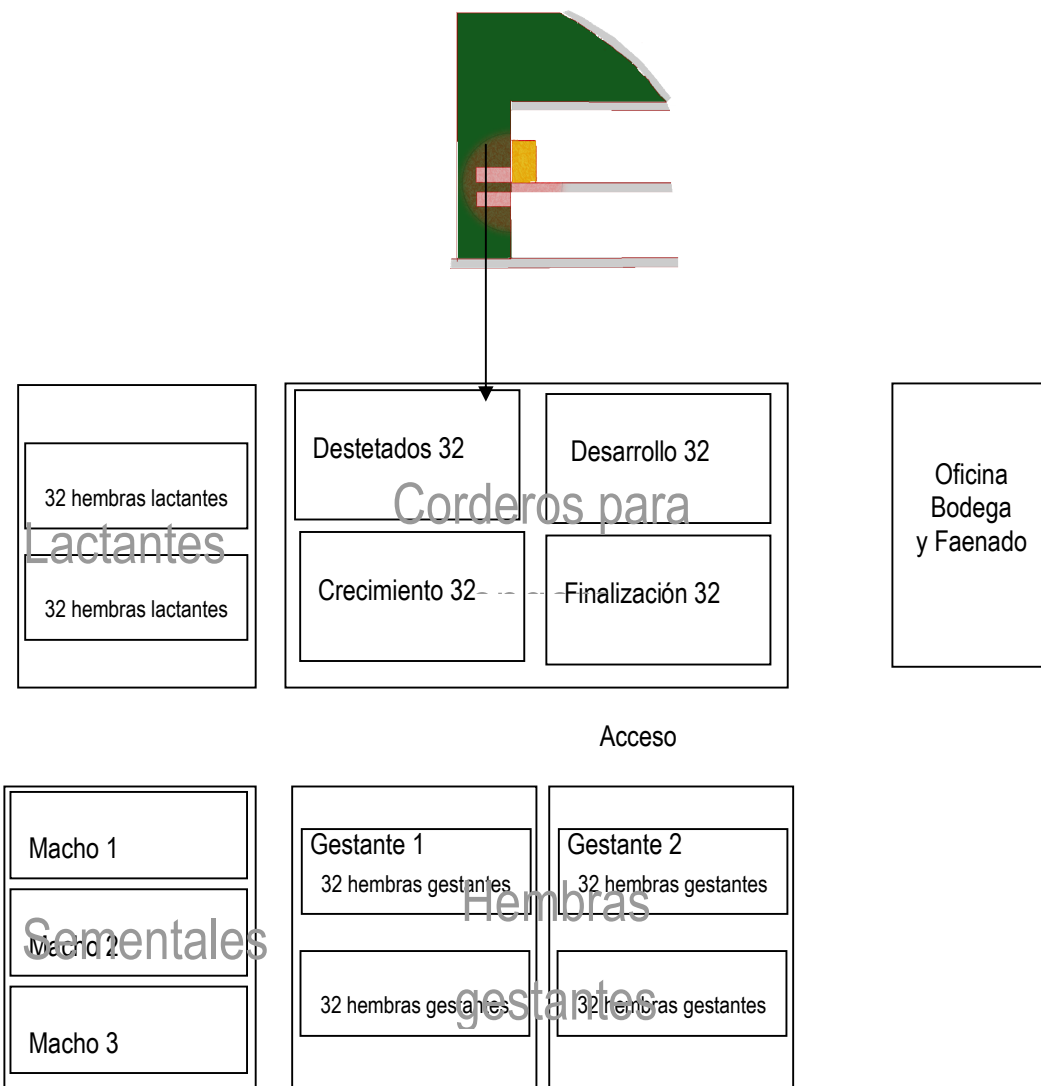 Destetados 32
Desarrollo 32
32 hembras lactantes
Corderos para
Oficina
Bodega
y Faenado
Lactantes
Crecimiento 32
Finalización 32
32 hembras lactantes
Acceso
Macho 1
Gestante 1
32 hembras gestantes
Gestante 2
32 hembras gestantes
Hembras
Sementales
Macho 2
32 hembras gestantes
gestantes
32 hembras gestantes
Macho 3